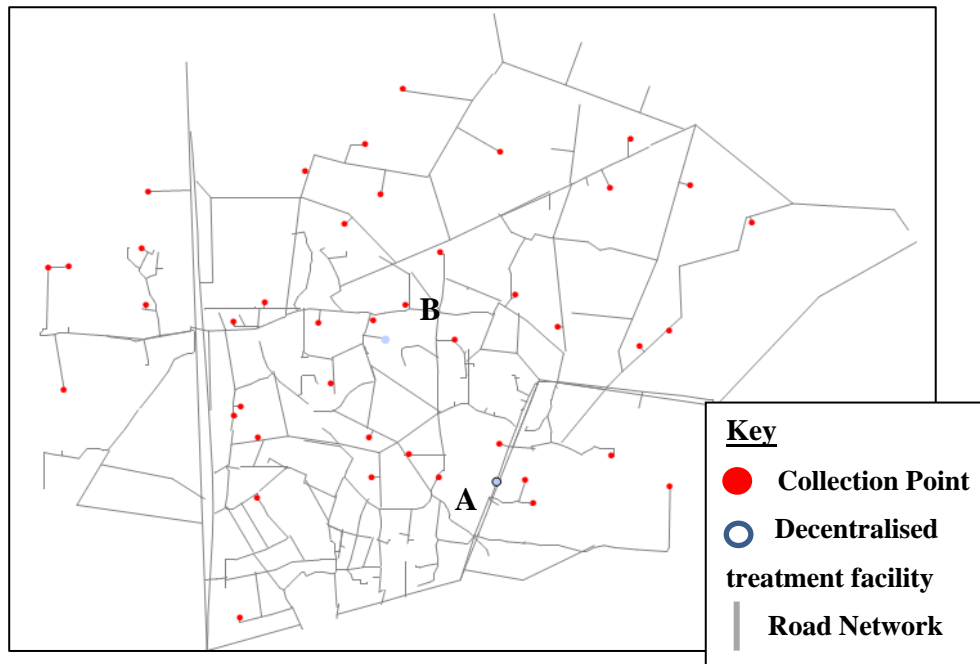 B
A
Key
Collection Point
Decentralised
treatment facility
Road Network